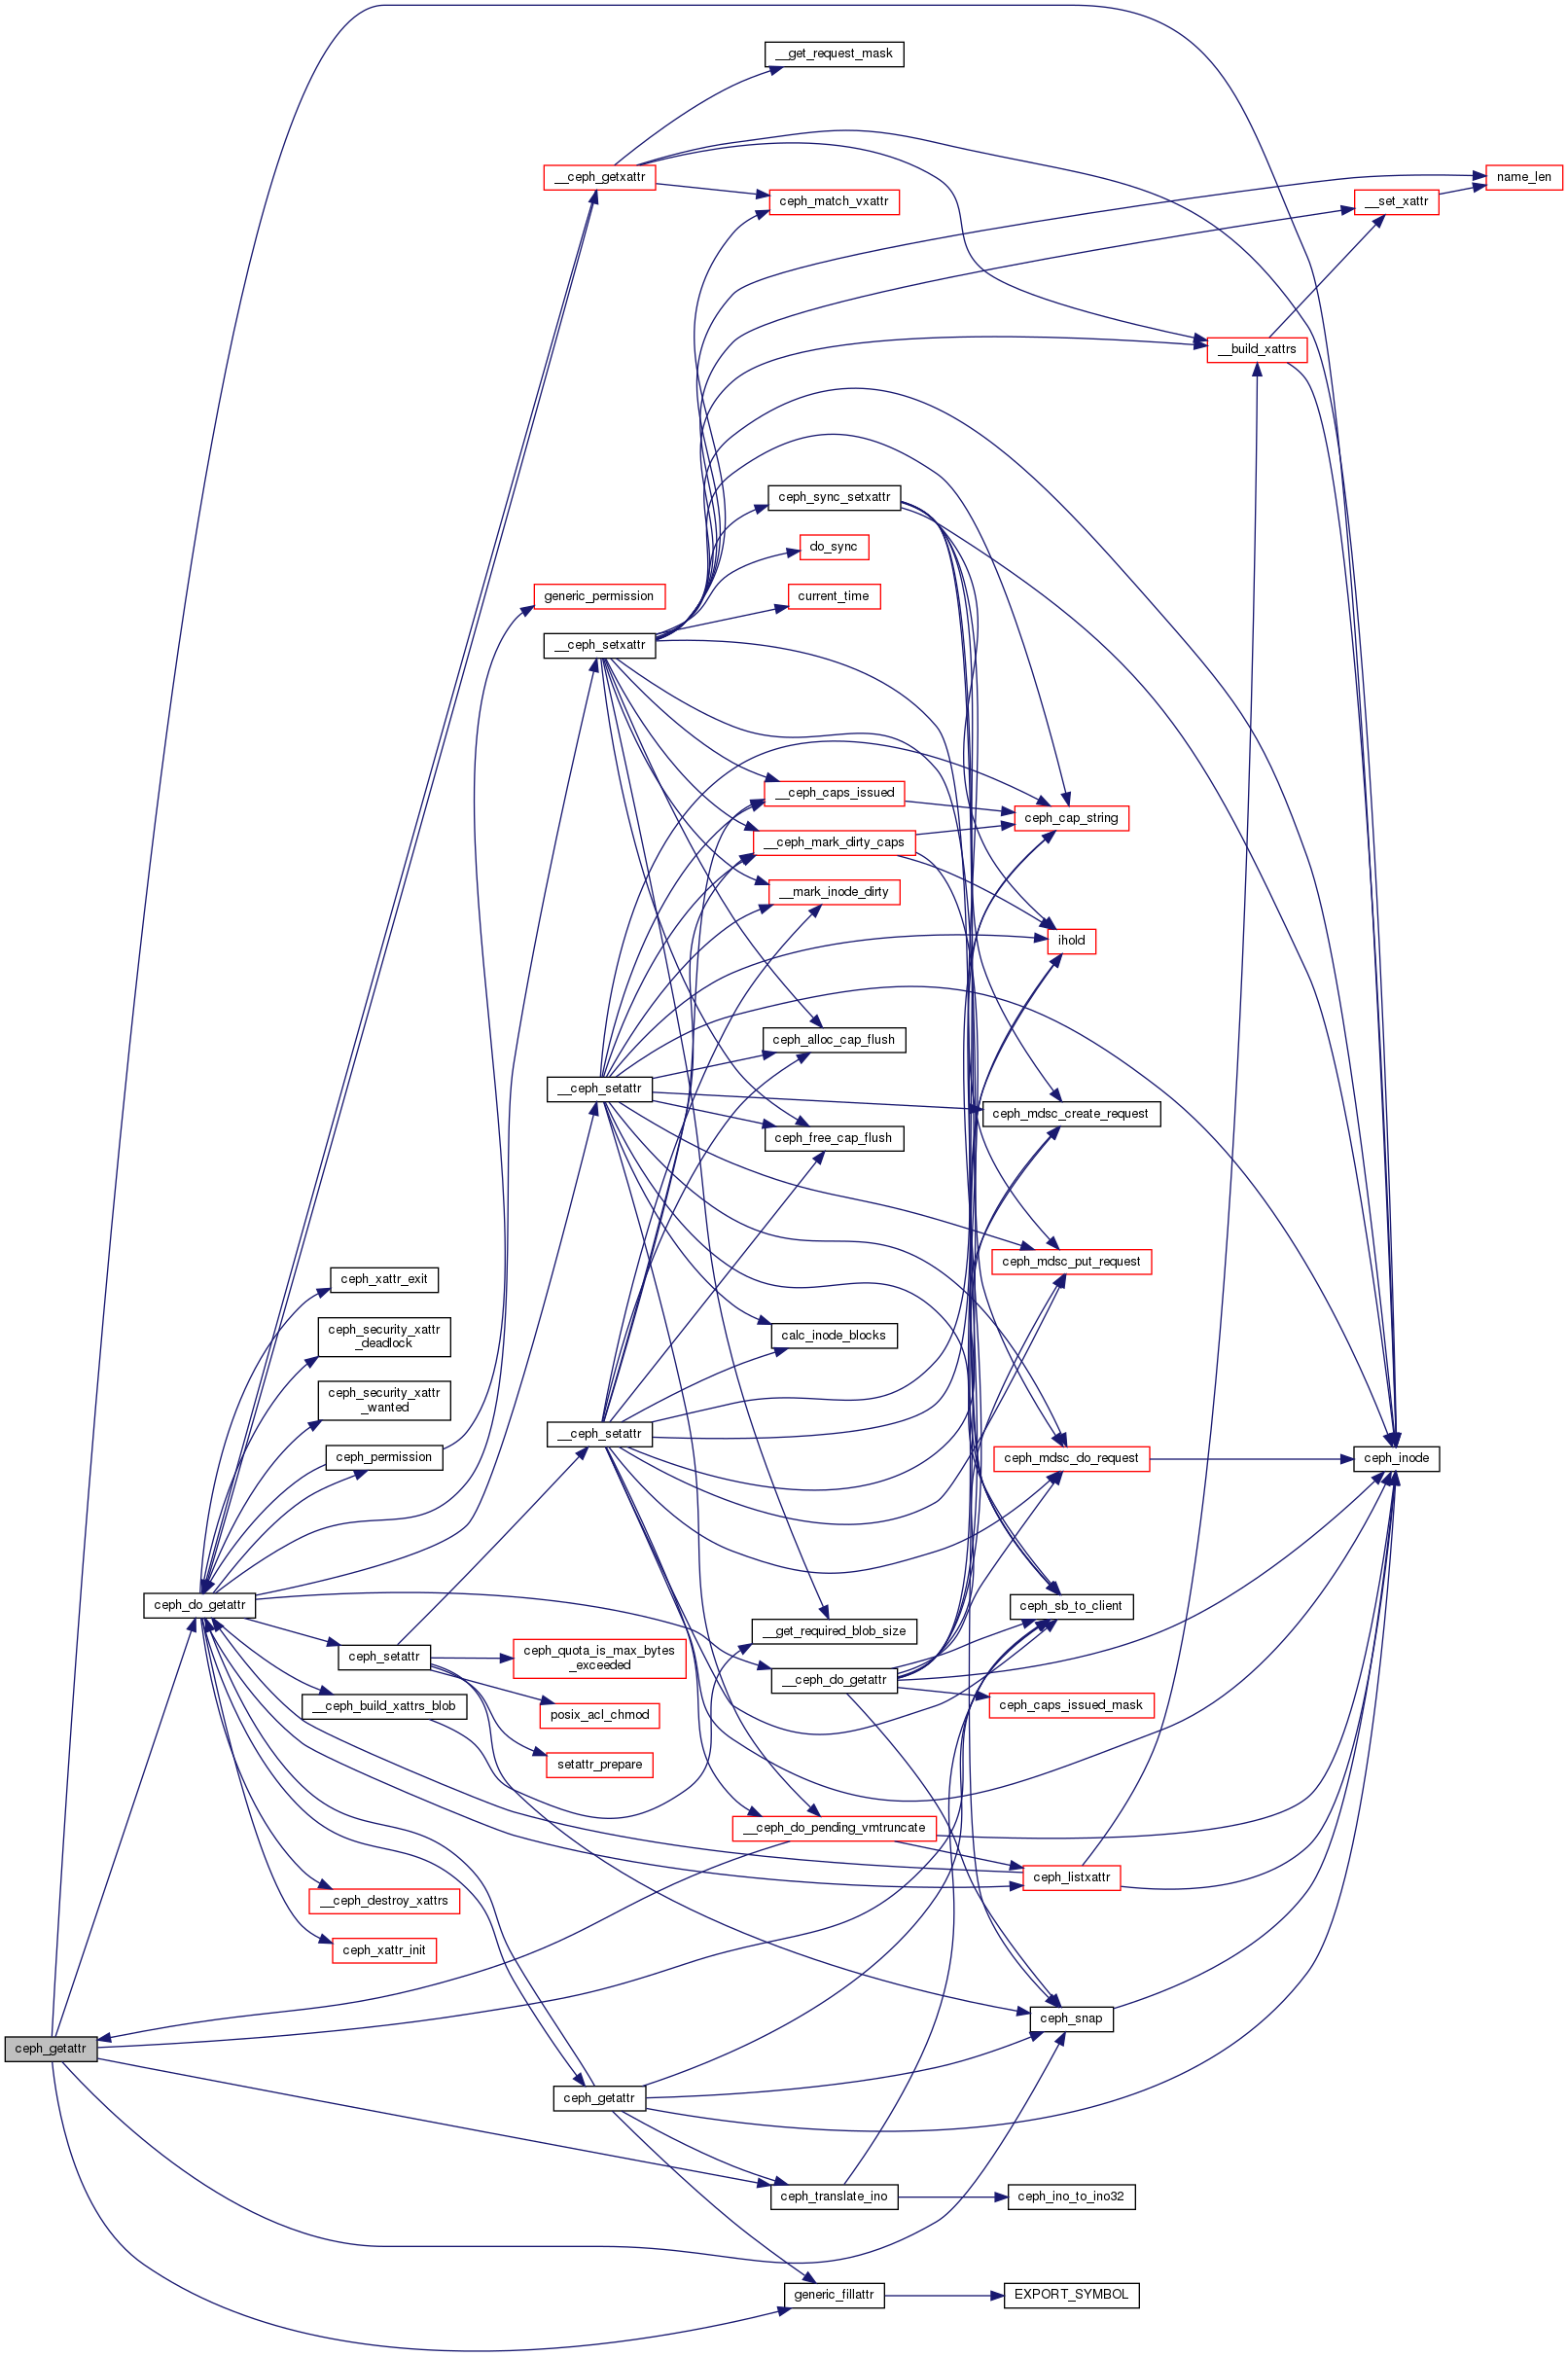 __get_request_mask
__ceph_getxattr
name_len
ceph_match_vxattr
__set_xattr
__build_xattrs
ceph_sync_setxattr
do_sync
generic_permission
current_time
__ceph_setxattr
__ceph_caps_issued
ceph_cap_string
__ceph_mark_dirty_caps
__mark_inode_dirty
ihold
ceph_alloc_cap_flush
__ceph_setattr
ceph_mdsc_create_request
ceph_free_cap_flush
ceph_mdsc_put_request
ceph_xattr_exit
ceph_security_xattr
_deadlock
calc_inode_blocks
ceph_security_xattr
_wanted
__ceph_setattr
ceph_permission
ceph_mdsc_do_request
ceph_inode
ceph_do_getattr
ceph_sb_to_client
__get_required_blob_size
ceph_setattr
ceph_quota_is_max_bytes
_exceeded
__ceph_do_getattr
__ceph_build_xattrs_blob
ceph_caps_issued_mask
posix_acl_chmod
setattr_prepare
__ceph_do_pending_vmtruncate
ceph_listxattr
__ceph_destroy_xattrs
ceph_xattr_init
ceph_snap
ceph_getattr
ceph_getattr
ceph_translate_ino
ceph_ino_to_ino32
generic_fillattr
EXPORT_SYMBOL